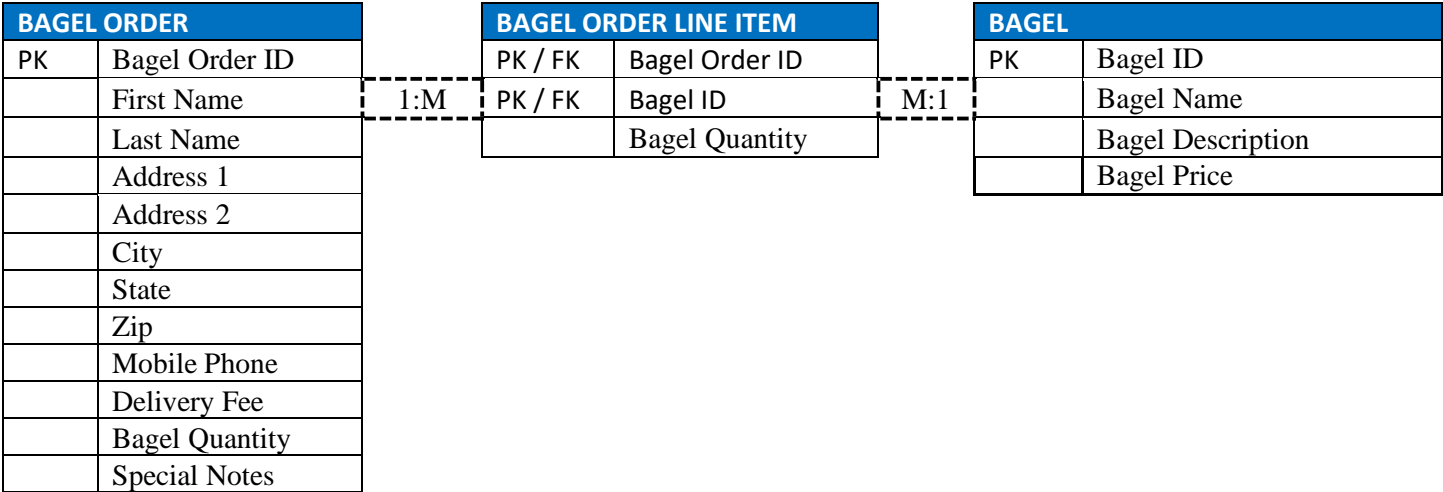 BAGEL ORDER
PK Bagel Order ID
First Name
Last Name
Address 1
Address 2
City
State
Zip
Mobile Phone
Delivery Fee
Bagel Quantity
Special Notes
1:M
BAGEL ORDER LINE ITEM
PK / FK Bagel Order ID
PK / FK Bagel ID
Bagel Quantity
M:1
BAGEL
PK Bagel ID
Bagel Name
Bagel Description
Bagel Price